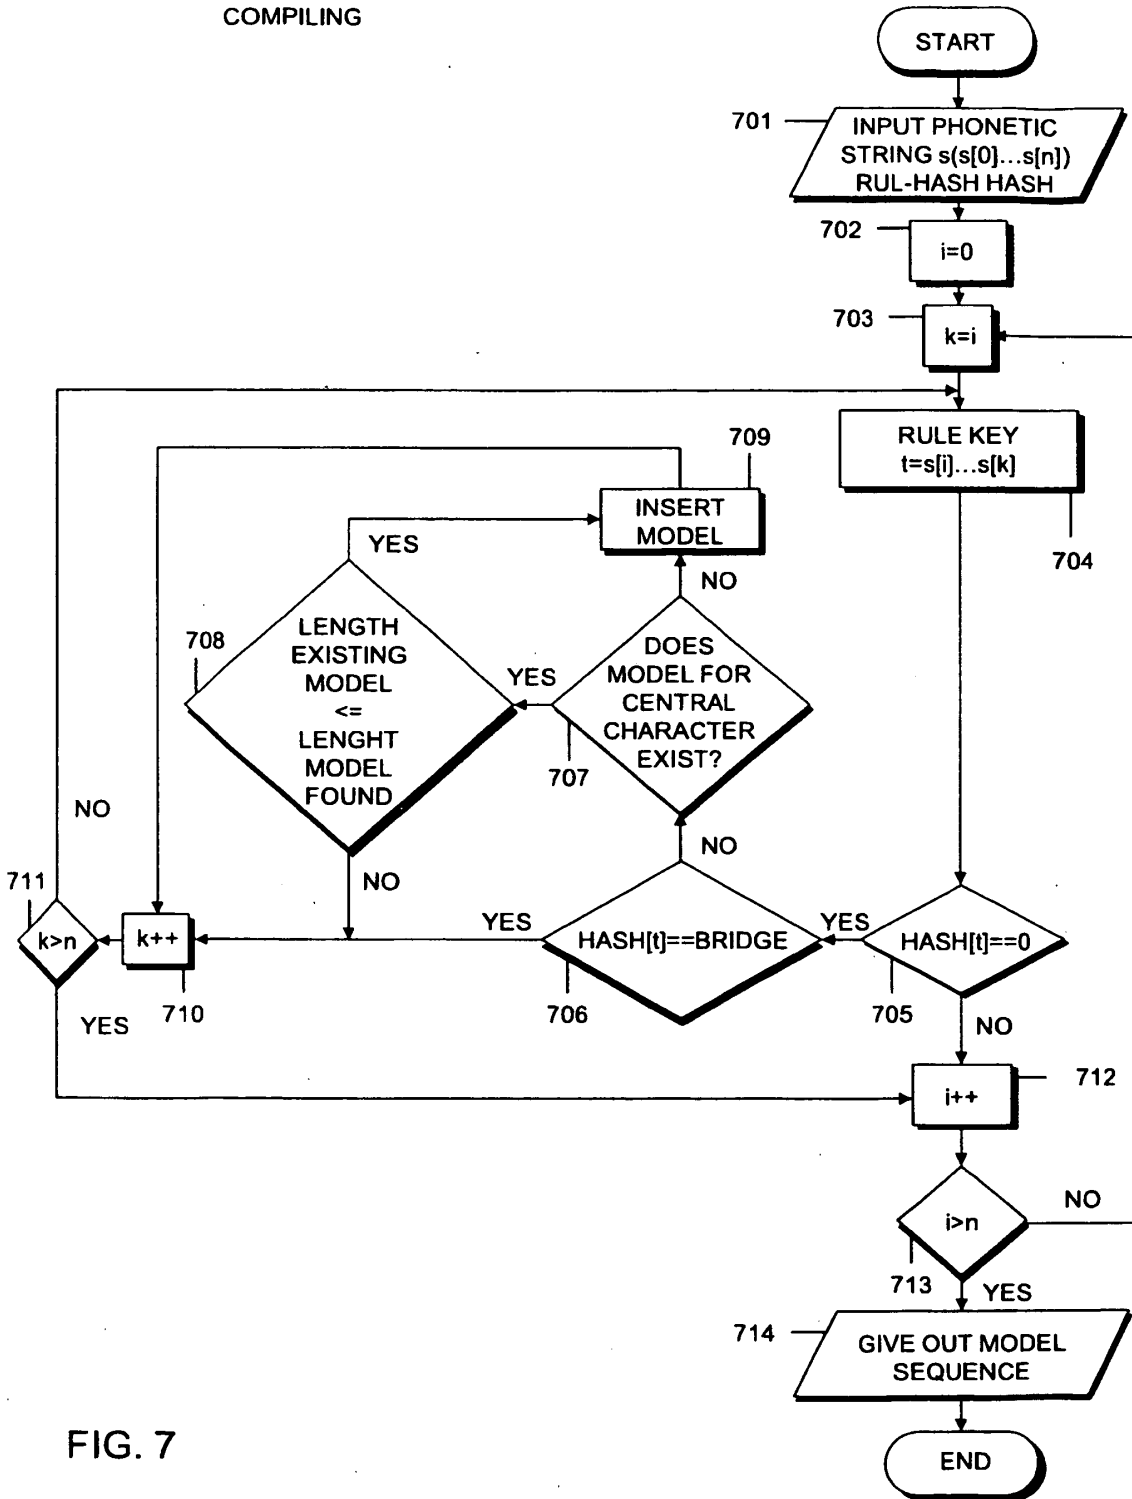 COMPILING
START
701
INPUT PHONETIC
STRING s(s[0]...s[n])
RUL-HASH HASH
702
i=0
703
k=i
RULE KEY
t=s[i]...s[k]
704
709
INSERT
MODEL
YES
NO
708
LENGTH
EXISTING
MODEL
<=
LENGHT
MODEL
FOUND
YES
DOES
MODEL FOR
CENTRAL
CHARACTER
EXIST?
707
NO
NO
NO
711
k>n
k++
YES
710
YES
HASH[t]==BRIDGE
706
YES
HASH[t]==0
705
NO
i++
712
i>n
NO
713
YES
714
GIVE OUT MODEL
SEQUENCE
END
FIG. 7